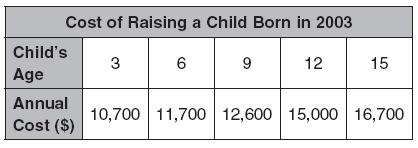 Cost of Raising a Child Born in 2003
Child's Age 3 6 9 12 15
Annual Cost ($) 10,700 11,700 12,600 15,000 16,700